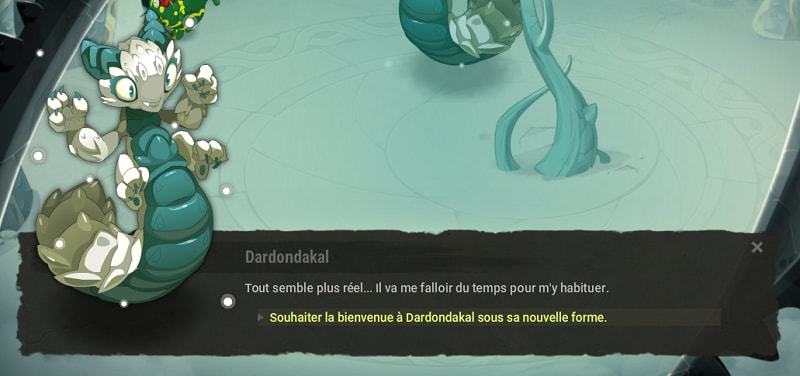 Dardondakal
Tout semble plus réel... Il va me falloir du temps pour m'y habituer.
Souhaiter la bienvenue à Dardondakal sous sa nouvelle forme.